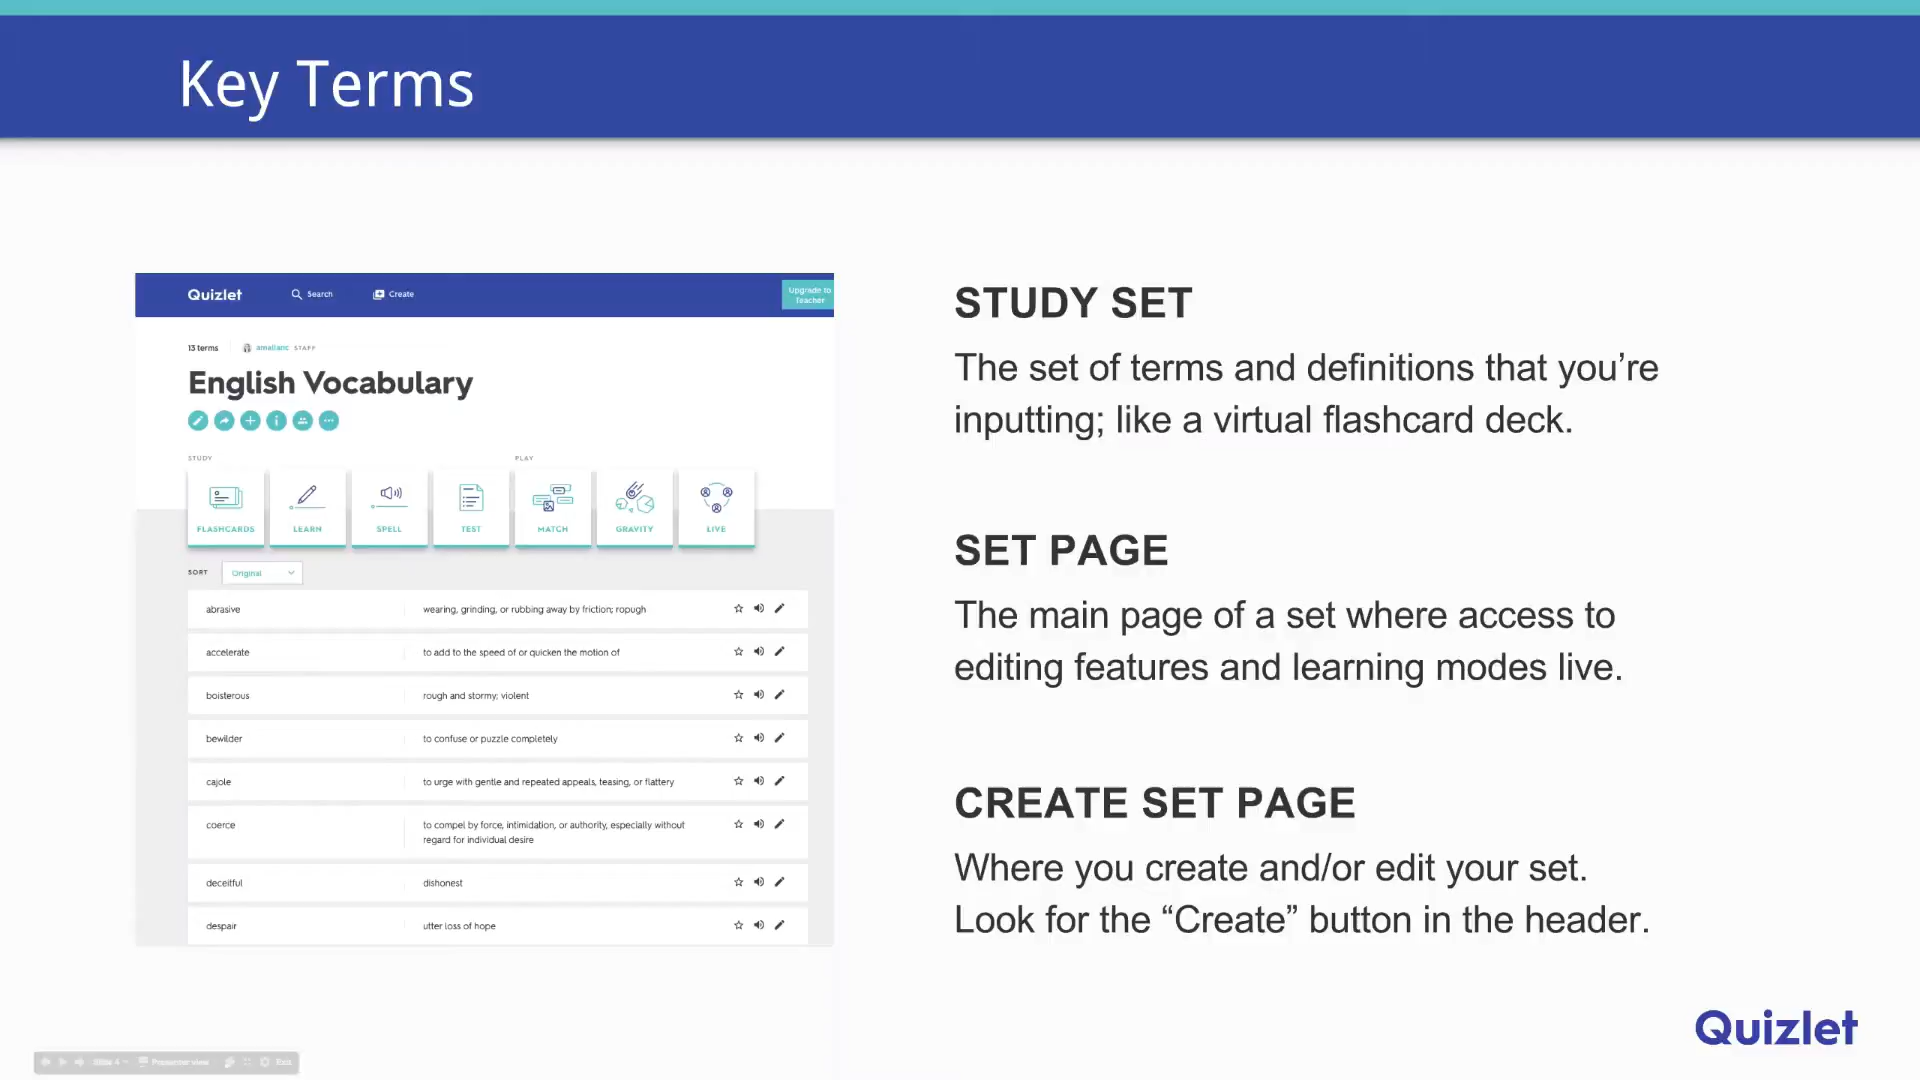 Key Terms
Quizlet
Search
Create
Upgrade to
Teacher
13 terms
STAFF
English Vocabulary
STUDY
PLAY
FLASHCARDS
LEARN
SPELL
TEST
MATCH
GRAVITY
LIVE
SORT
Original
abrasive
wearing, grinding, or rubbing away by friction; ropugh
accelerate
to add to the speed of or quicken the motion of
boisterous
rough and stormy; violent
bewilder
to confuse or puzzle completely
cajole
to urge with gentle and repeated appeals, teasing, or flattery
coerce
to compel by force, intimidation, or authority, especially without
regard for individual desire
deceitful
dishonest
despair
utter loss of hope
STUDY SET
The set of terms and definitions that you’re
inputting; like a virtual flashcard deck.
SET PAGE
The main page of a set where access to
editing features and learning modes live.
CREATE SET PAGE
Where you create and/or edit your set.
Look for the “Create” button in the header.
Quizlet
Slide 4
Presenter view
Exit